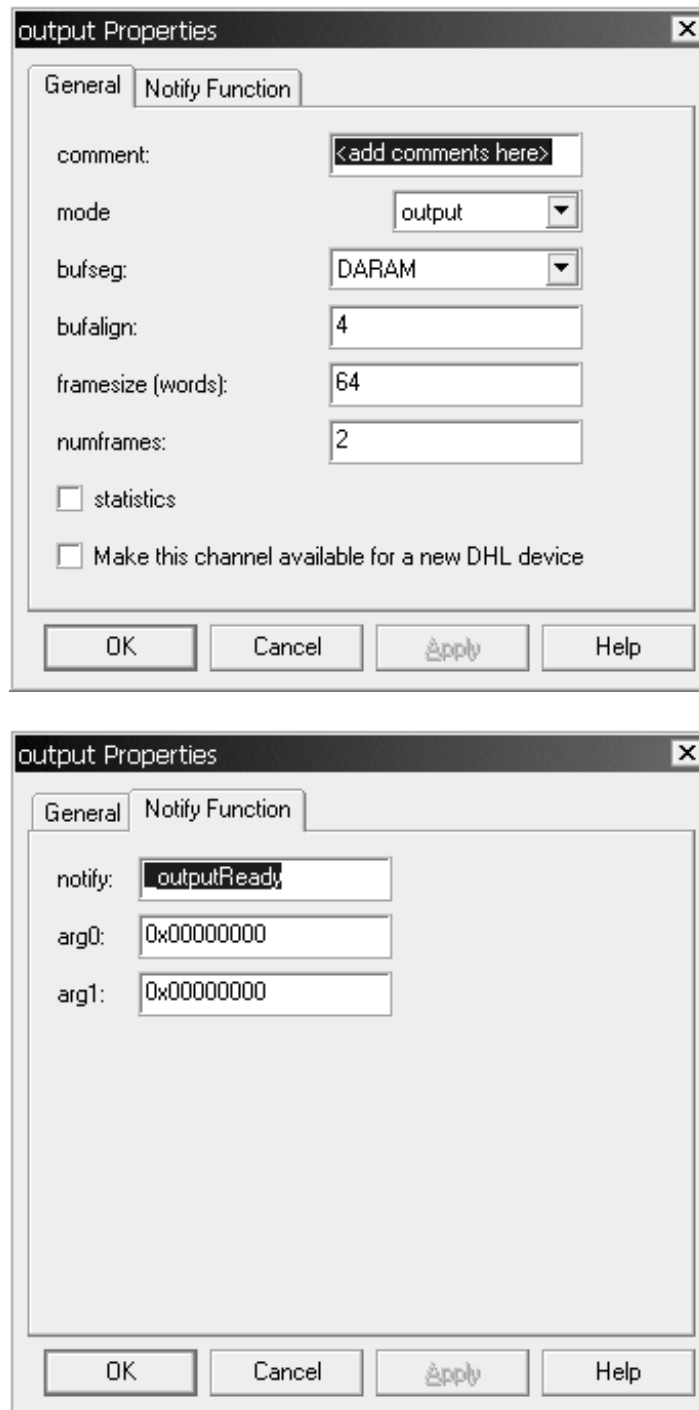 output Properties
General Notify Function
comment: <add comments here>
mode output
bufseg: DARAM
bufalign: 4
framesize (words): 64
numframes: 2
statistics
Make this channel available for a new DHL device
OK Cancel Apply Help
output Properties
General Notify Function
notify: _outputReady
arg0: 0x00000000
arg1: 0x00000000
OK Cancel Apply Help